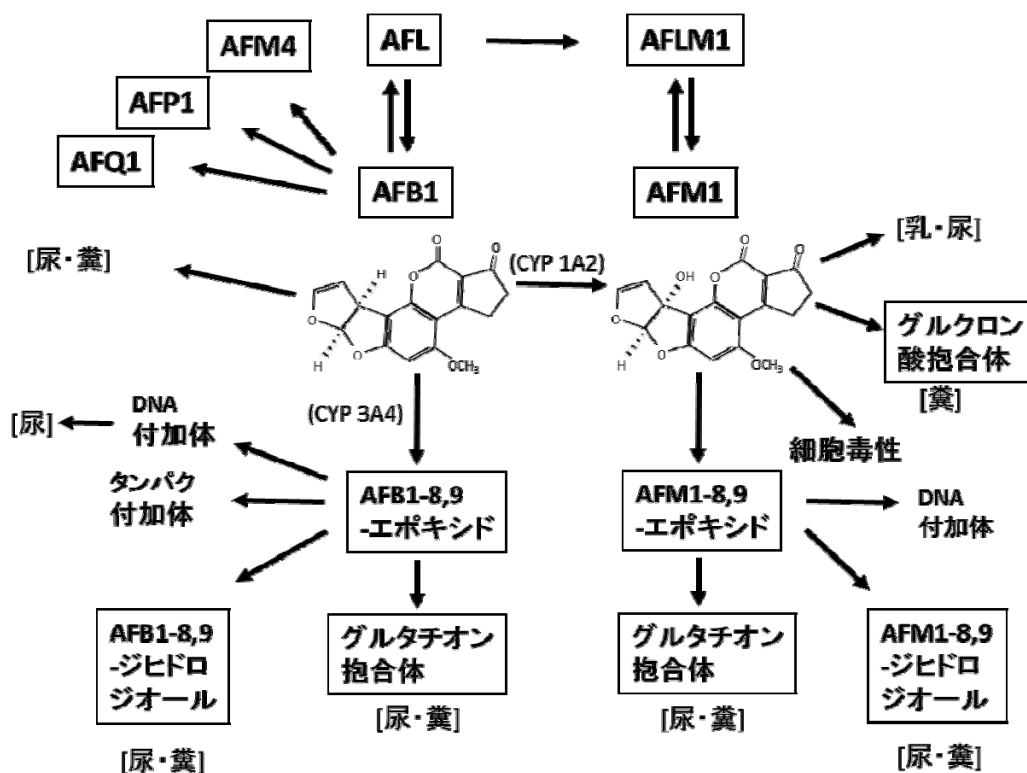 AFL
AFLM1
AFM4
AFP1
AFQ1
AFB1
AFM1
[尿・糞]
H
O
O
O
O
O
H
OCH₃
(CYP 1A2)
OH
O
O
O
O
O
H
OCH₃
[乳・尿]
グルクロン
酸抱合体
[糞]
(CYP 3A4)
細胞毒性
[尿]
DNA
付加体
タンパク
付加体
AFB1-8,9
-エポキシド
AFM1-8,9
-エポキシド
DNA
付加体
AFB1-8,9
-ジヒドロ
ジオール
[尿・糞]
グルタチオン
抱合体
[尿・糞]
グルタチオン
抱合体
[尿・糞]
AFM1-8,9
-ジヒドロ
ジオール
[尿・糞]